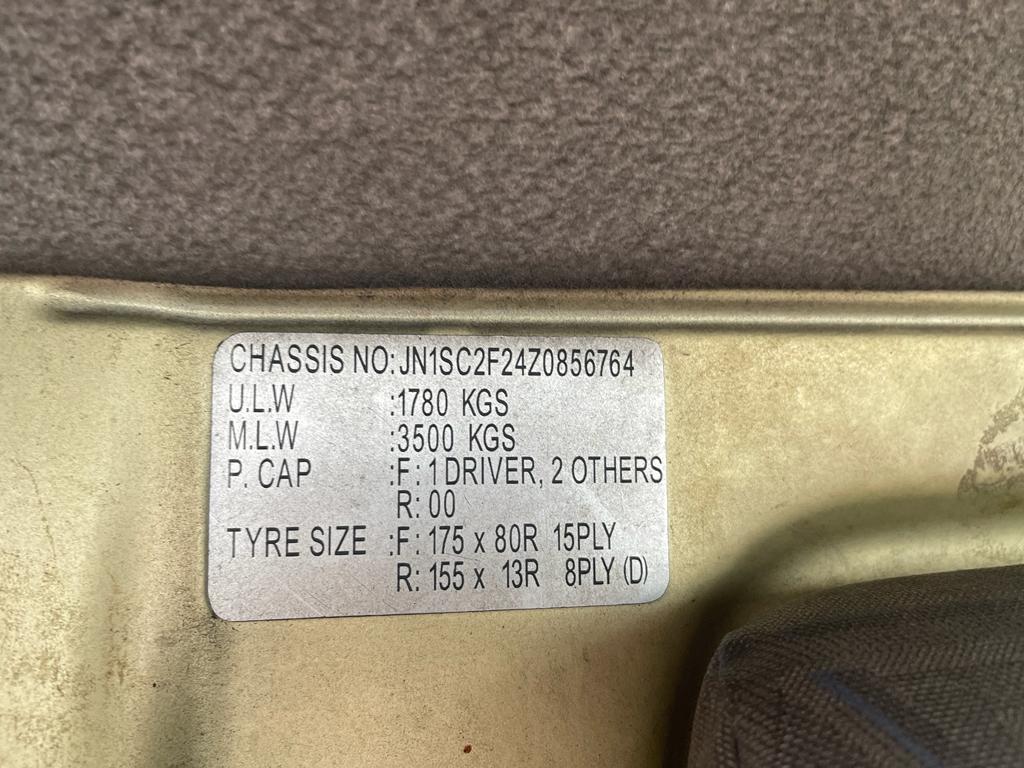 CHASSIS NO:JN1SC2F24Z0856764
U.L.W :1780 KGS
M.L.W :3500 KGS
P. CAP :F: 1 DRIVER, 2 OTHERS
R: 00
TYRE SIZE :F: 175 x 80R 15PLY
R: 155 x 13R 8PLY (D)